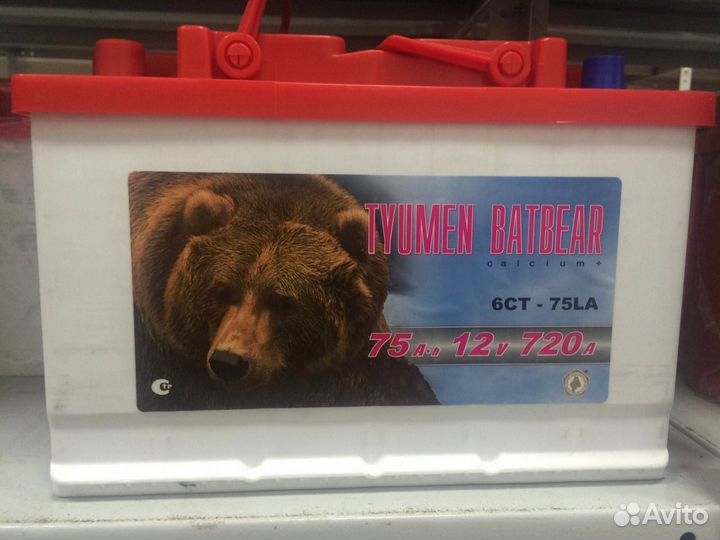 TYUMEN BATBEAR
calcium+
6CT - 75LA
75 A·h 12 v 720 A
Avito